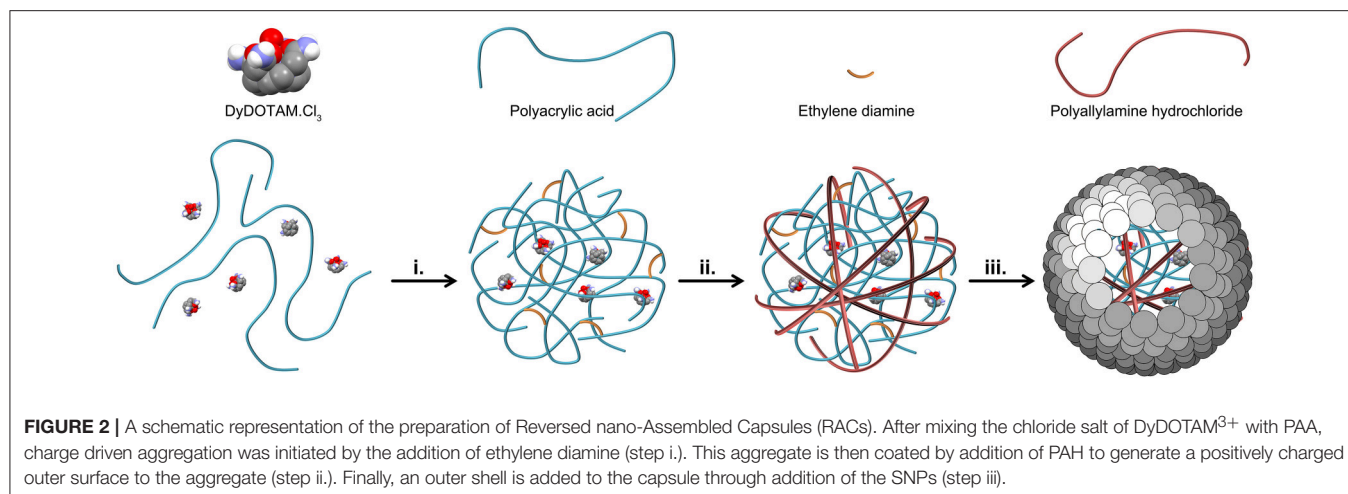 DyDOTAM.Cl₃ Polyacrylic acid Ethylene diamine Polyallylamine hydrochloride
i. ii. iii.
FIGURE 2 | A schematic representation of the preparation of Reversed nano-Assembled Capsules (RACs). After mixing the chloride salt of DyDOTAM³⁺ with PAA,
charge driven aggregation was initiated by the addition of ethylene diamine (step i.). This aggregate is then coated by addition of PAH to generate a positively charged
outer surface to the aggregate (step ii.). Finally, an outer shell is added to the capsule through addition of the SNPs (step iii).